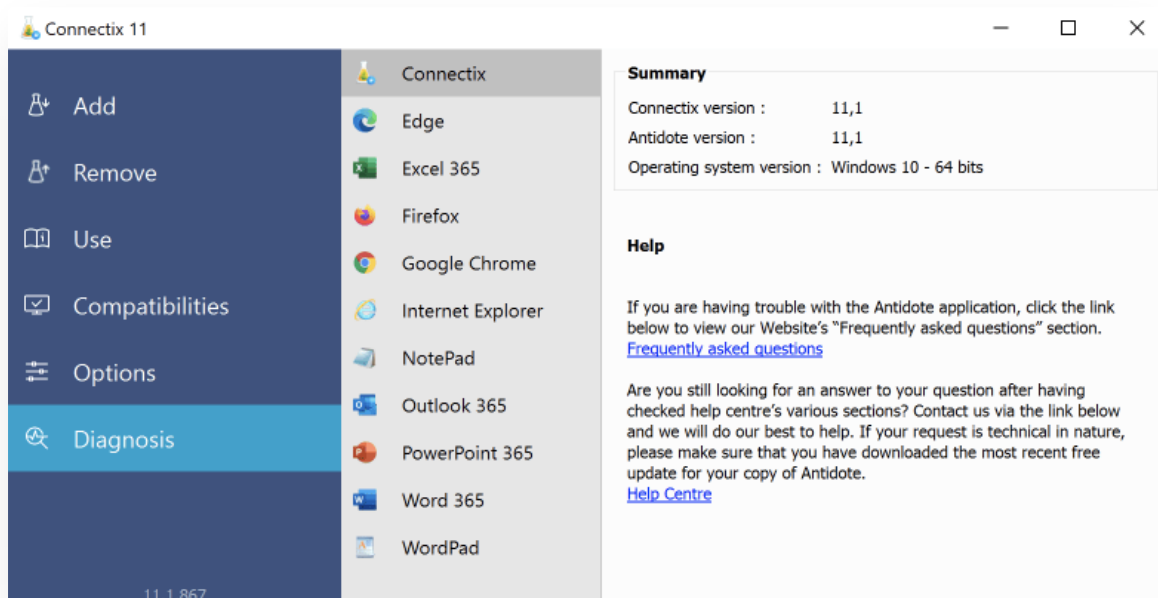 Connectix 11
Add
Remove
Use
Compatibilities
Options
Diagnosis
11.1.867
Connectix
Edge
Excel 365
Firefox
Google Chrome
Internet Explorer
NotePad
Outlook 365
PowerPoint 365
Word 365
WordPad
Summary
Connectix version : 11,1
Antidote version : 11,1
Operating system version : Windows 10 - 64 bits
Help
If you are having trouble with the Antidote application, click the link
below to view our Website's “Frequently asked questions” section.
Frequently asked questions
Are you still looking for an answer to your question after having
checked help centre's various sections? Contact us via the link below
and we will do our best to help. If your request is technical in nature,
please make sure that you have downloaded the most recent free
update for your copy of Antidote.
Help Centre